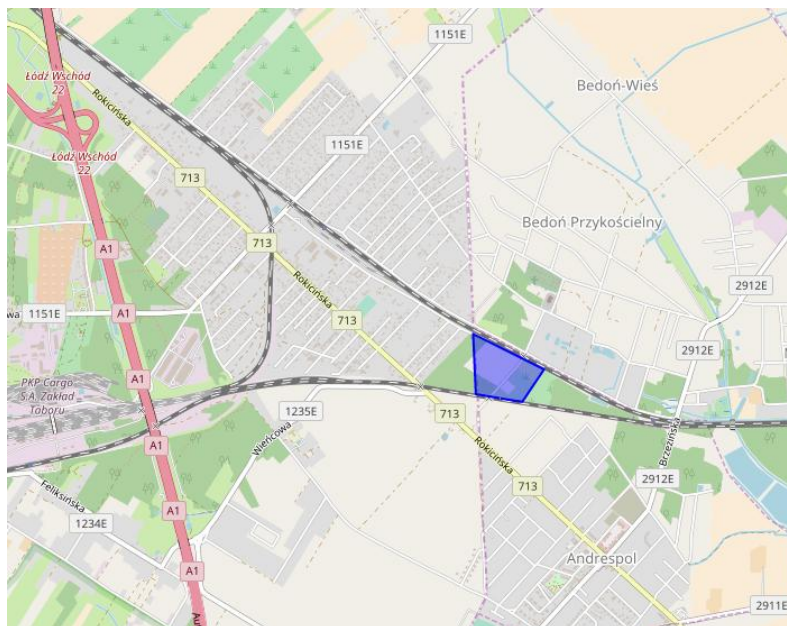 1151E
Łódź Wschód
22
Rokicińska
Bedoń-Wieś
1151E
Łódź Wschód
22
713
Bedoń Przykościelny
713
A1
Rokicińska
2912E
wa
1151E
A1
713
2912E
A1
PKP Cargo
S.A. Zakład
Taboru
1235E
713
A1
Wieńcowa
Rokicińska
Brzezińska
Feliksińska
A1
713
2912E
1234E
Andrespol
A1
2911E
Au